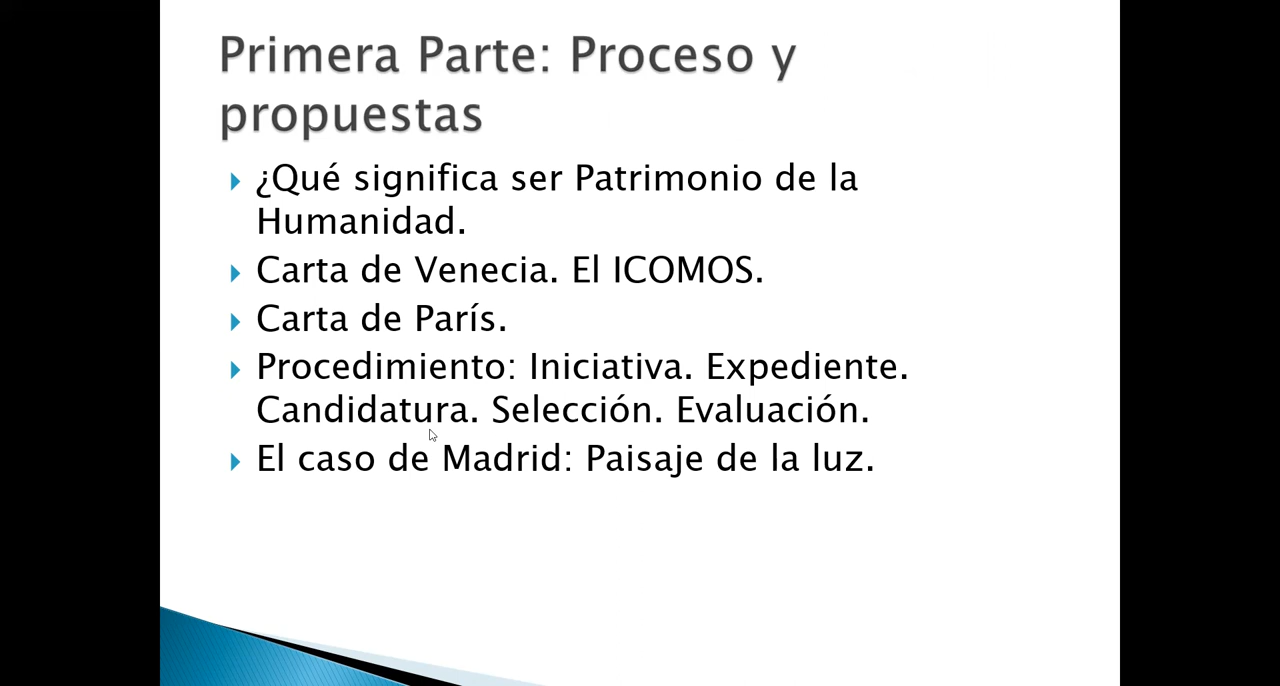 Primera Parte: Proceso y
propuestas
¿Qué significa ser Patrimonio de la
Humanidad.
Carta de Venecia. El ICOMOS.
Carta de París.
Procedimiento: Iniciativa. Expediente.
Candidatura. Selección. Evaluación.
El caso de Madrid: Paisaje de la luz.